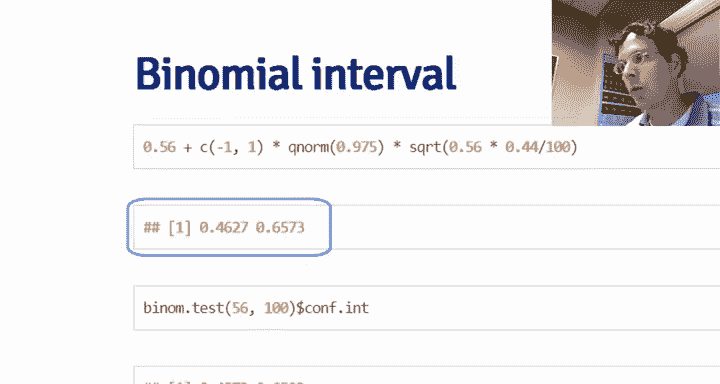 Binomial interval
0.56 + c(-1, 1) * qnorm(0.975) * sqrt(0.56 * 0.44/100)
## [1] 0.4627 0.6573
binom.test(56, 100)$conf.int
## [1]